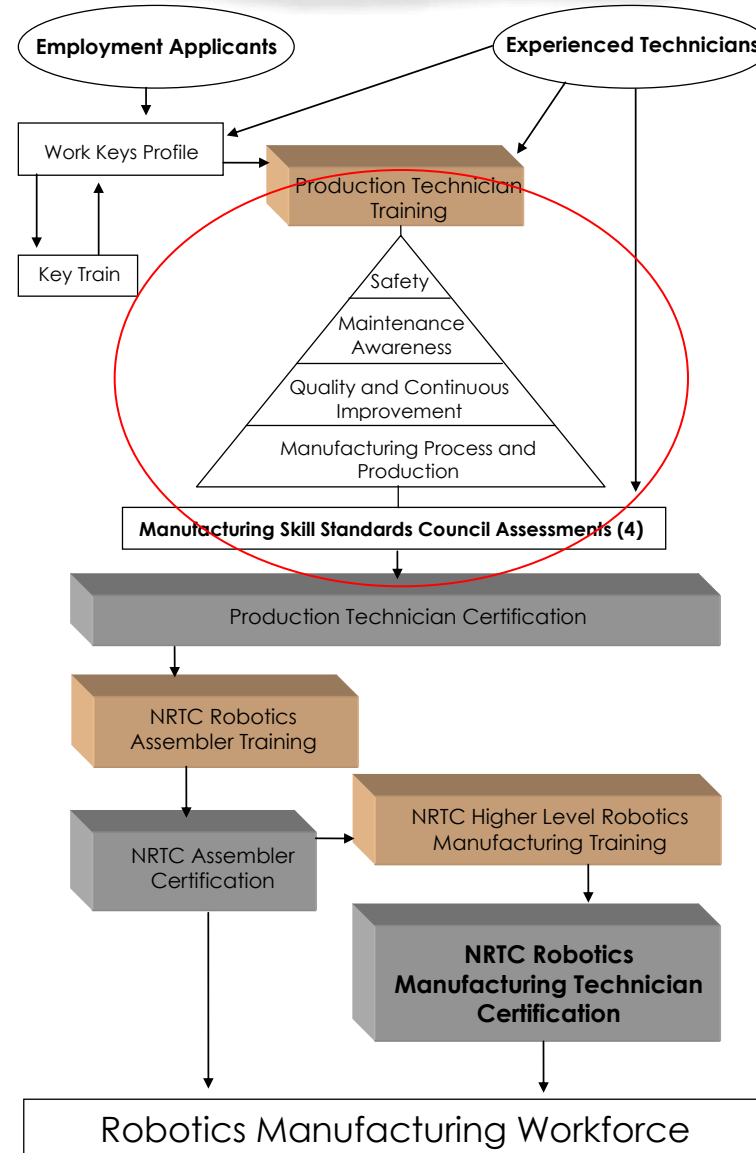 Employment Applicants
Experienced Technicians
Work Keys Profile
Production Technician
Training
Key Train
Safety
Maintenance
Awareness
Quality and Continuous
Improvement
Manufacturing Process and
Production
Manufacturing Skill Standards Council Assessments (4)
Production Technician Certification
NRTC Robotics
Assembler Training
NRTC Higher Level Robotics
Manufacturing Training
NRTC Assembler
Certification
NRTC Robotics
Manufacturing Technician
Certification
Robotics Manufacturing Workforce